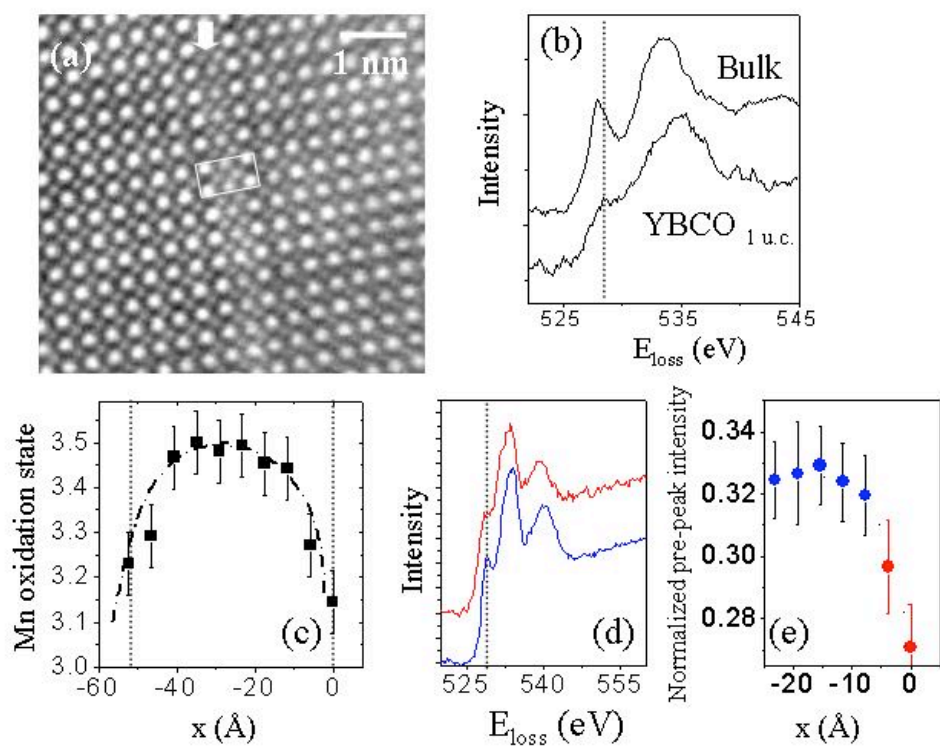 (a)
1 nm
(b)
Bulk
YBCO 1 u.c.
Intensity
525 535 545
E_loss (eV)
Mn oxidation state
3.5
3.4
3.3
3.2
3.1
3.0
(c)
-60 -40 -20 0
x (Å)
Intensity
(d)
525 540 555
E_loss (eV)
Normalized pre-peak intensity
0.34
0.32
0.30
0.28
(e)
-20 -10 0
x (Å)